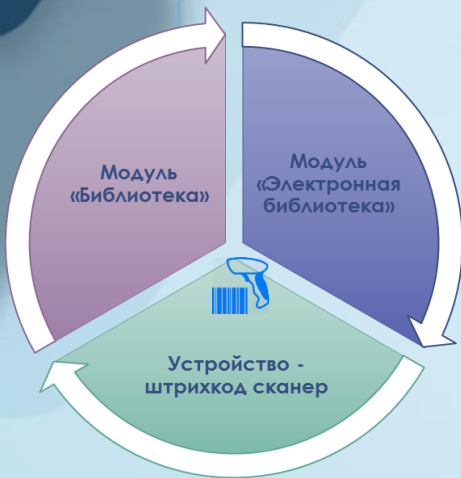 Модуль
«Библиотека»
Модуль
«Электронная
библиотека»
Устройство -
штрихкод сканер